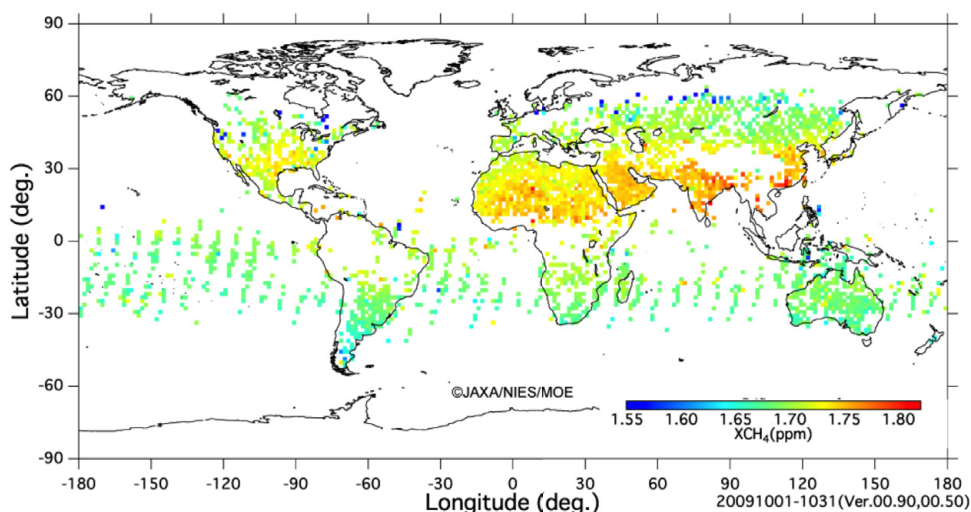 90
60
30
0
-30
-60
-90
Latitude (deg.)
©JAXA/NIES/MOE
1.55 1.60 1.65 1.70 1.75 1.80
XCH₄(ppm)
-180 -150 -120 -90 -60 -30 0 30 60 90 120 150 180
Longitude (deg.)
20091001-1031(Ver.00.90,00.50)